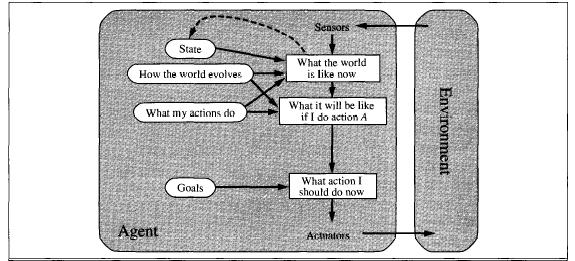 Sensors
State
What the world
is like now
How the world evolves
What my actions do
What it will be like
if I do action A
Environment
Goals
What action I
should do now
Agent
Actuators